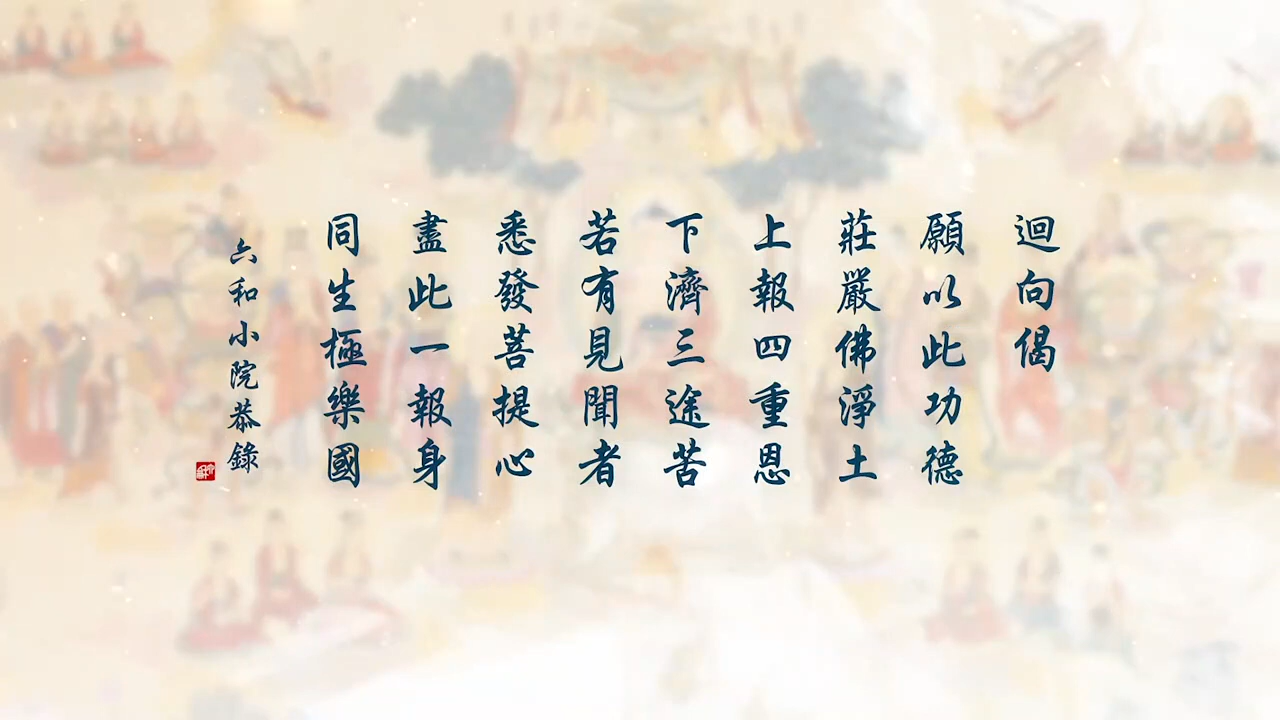 迴向偈
願以此功德
莊嚴佛淨土
上報四重恩
下濟三途苦
若有見聞者
悉發菩提心
盡此一報身
同生極樂國
六和小院恭錄